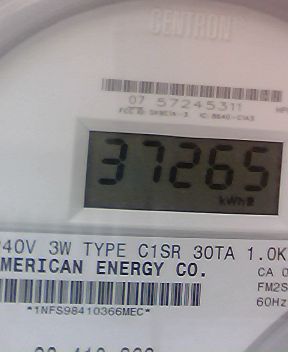 CENTRON
07 57245311
37265
kWh
240V 3W TYPE C1SR 30TA 1.0K
AMERICAN ENERGY CO.
CA 0
FM2S
60Hz
*1NFS98410366MEC*